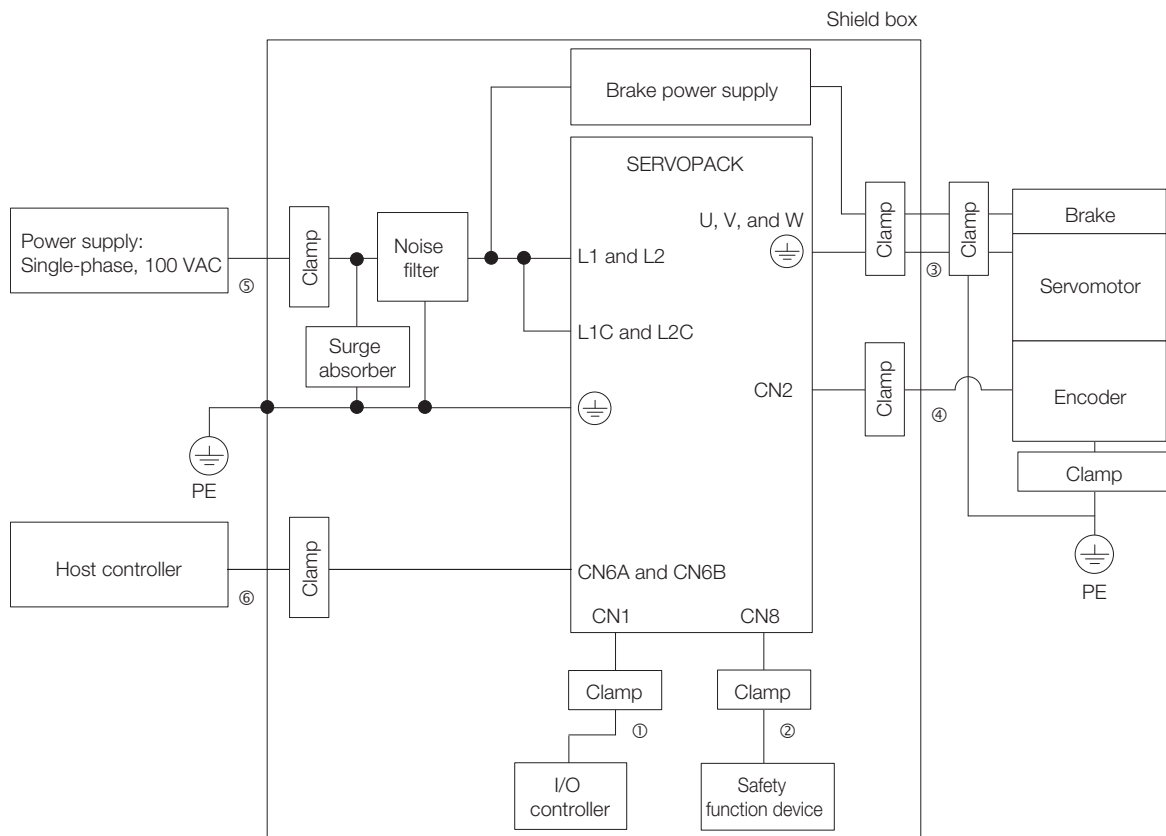 Shield box
Brake power supply
SERVOPACK
U, V, and W
Clamp
Clamp
Brake
Power supply:
Single-phase, 100 VAC
Clamp
Noise
filter
L1 and L2
⑤
③
Servomotor
L1C and L2C
Surge
absorber
CN2
Clamp
④
Encoder
PE
Clamp
Host controller
⑥
Clamp
CN6A and CN6B
PE
CN1
CN8
Clamp
Clamp
①
②
I/O
controller
Safety
function device